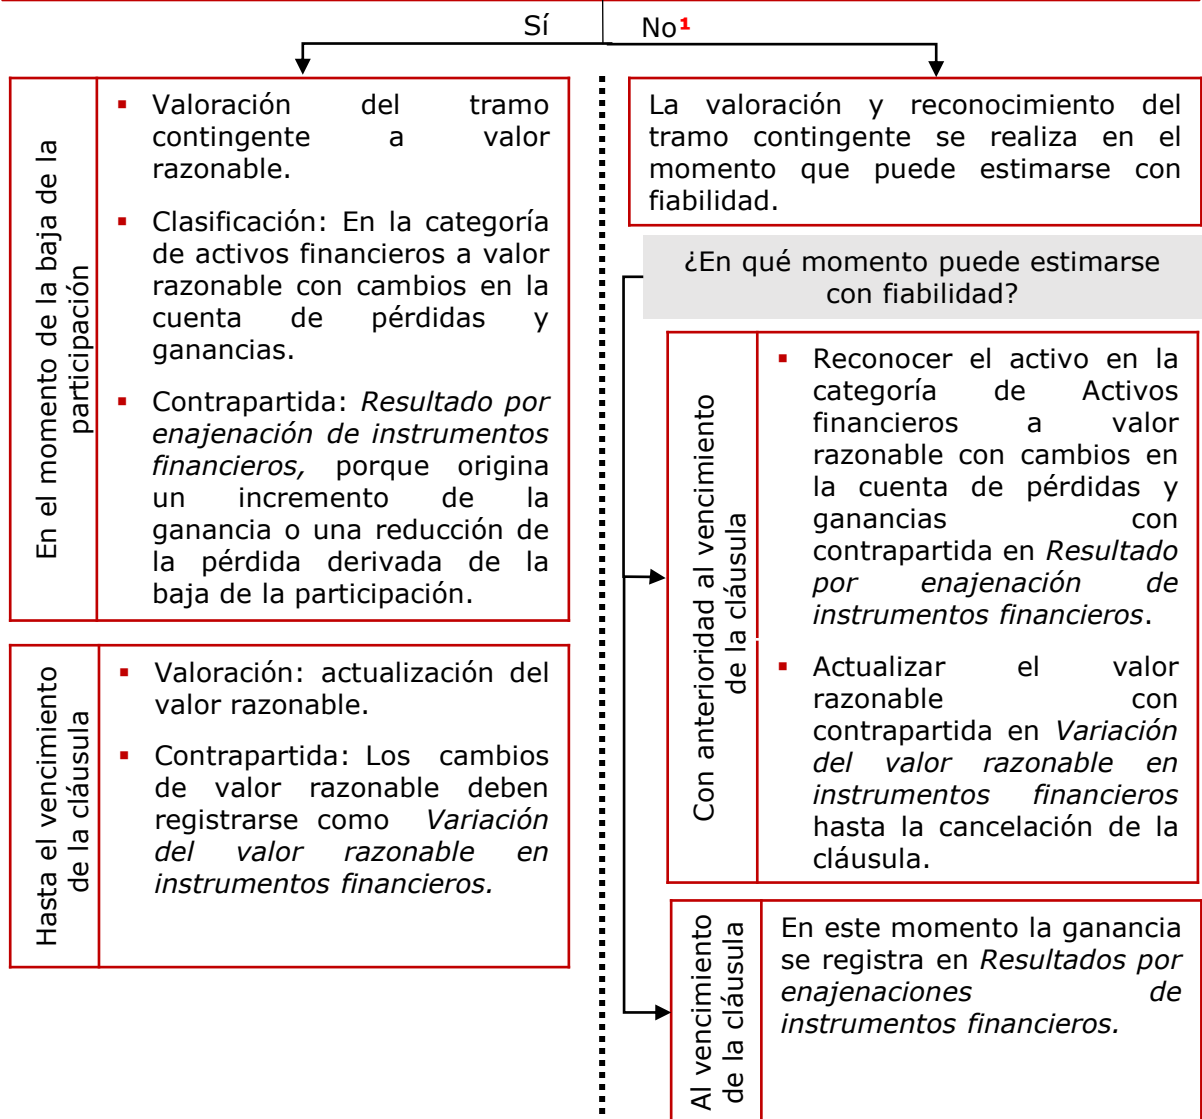 Sí
No¹
En el momento de la baja de la
participación
▪ Valoración del tramo
contingente a valor
razonable.
▪ Clasificación: En la categoría
de activos financieros a valor
razonable con cambios en la
cuenta de pérdidas y
ganancias.
▪ Contrapartida: Resultado por
enajenación de instrumentos
financieros, porque origina
un incremento de la
ganancia o una reducción de
la pérdida derivada de la
baja de la participación.
Hasta el vencimiento
de la cláusula
▪ Valoración: actualización del
valor razonable.
▪ Contrapartida: Los cambios
de valor razonable deben
registrarse como Variación
del valor razonable en
instrumentos financieros.
La valoración y reconocimiento del
tramo contingente se realiza en el
momento que puede estimarse con
fiabilidad.
¿En qué momento puede estimarse
con fiabilidad?
Con anterioridad al vencimiento
de la cláusula
▪ Reconocer el activo en la
categoría de Activos
financieros a valor
razonable con cambios en
la cuenta de pérdidas y
ganancias con
contrapartida en Resultado
por enajenación de
instrumentos financieros.
▪ Actualizar el valor
razonable con
contrapartida en Variación
del valor razonable en
instrumentos financieros
hasta la cancelación de la
cláusula.
Al vencimiento
de la cláusula
En este momento la ganancia
se registra en Resultados por
enajenaciones de
instrumentos financieros.